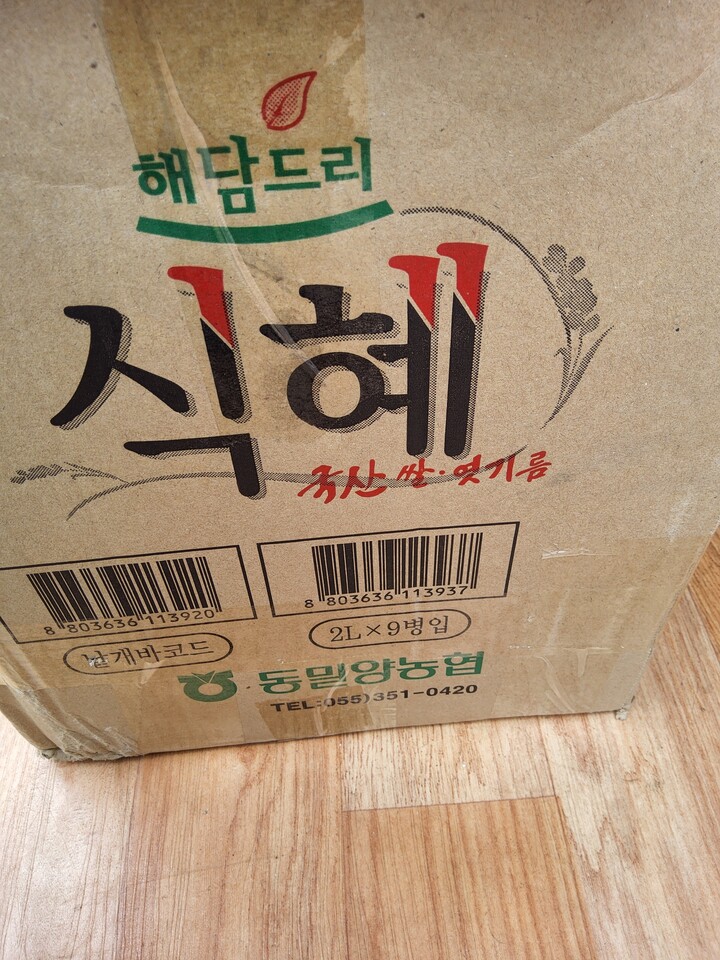 해담드리
식혜
국산 쌀·엿기름
8 803636 113920
8 803636 113937
낱개바코드
2L×9병입
동밀양농협
TEL:055)351-0420